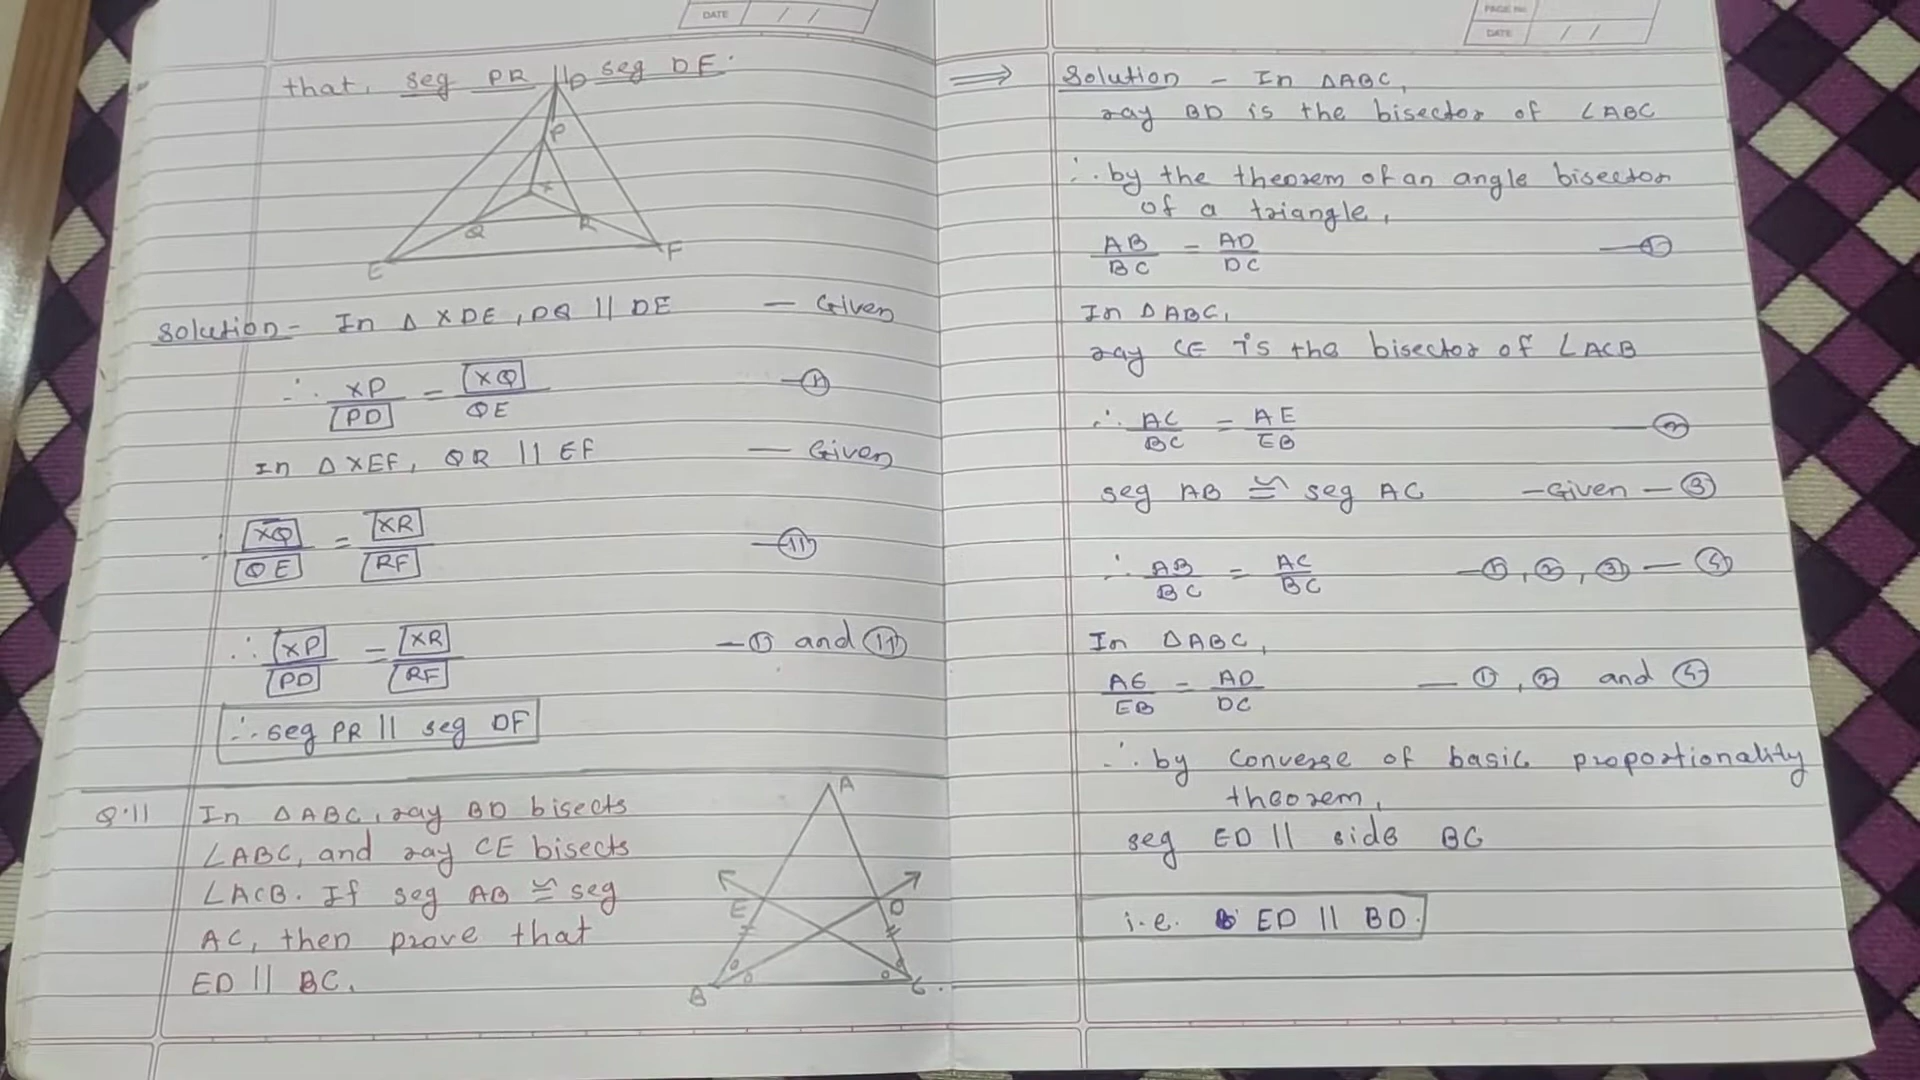 DATE / /
that, seg PR || seg DF.
D
P
X
Q
R
E
F
Solution - In Δ XDE, PQ || DE — Given
∴ XP/PD = XQ/QE — (I)
In Δ XEF, QR || EF — Given
XQ/QE = XR/RF — (II)
∴ XP/PD = XR/RF — (I) and (II)
∴ seg PR || seg DF
Q.11 In ΔABC, ray BD bisects
∠ABC, and ray CE bisects
∠ACB. If seg AB ≅ seg
AC, then prove that
ED || BC.
A
E
D
B
C
PAGE No.
DATE / /
⟹ Solution - In ΔABC,
ray BD is the bisector of ∠ABC
∴ by the theorem of an angle bisector
of a triangle,
AB/BC = AD/DC — ①
In ΔABC,
ray CE is the bisector of ∠ACB
∴ AC/BC = AE/EB — ②
seg AB ≅ seg AC — Given — ③
∴ AB/BC = AC/BC — ①, ②, ③ — ④
In ΔABC,
AE/EB = AD/DC — ①, ② and ④
∴ by converse of basic proportionality
theorem,
seg ED || side BC
i.e. ED || BD.